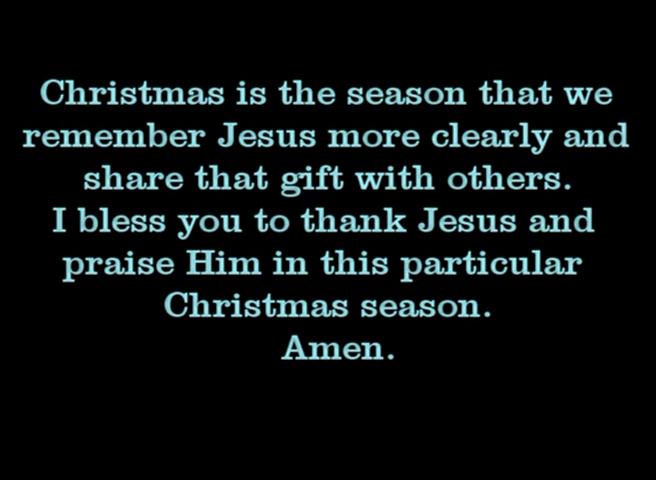 Christmas is the season that we
remember Jesus more clearly and
share that gift with others.
I bless you to thank Jesus and
praise Him in this particular
Christmas season.
Amen.